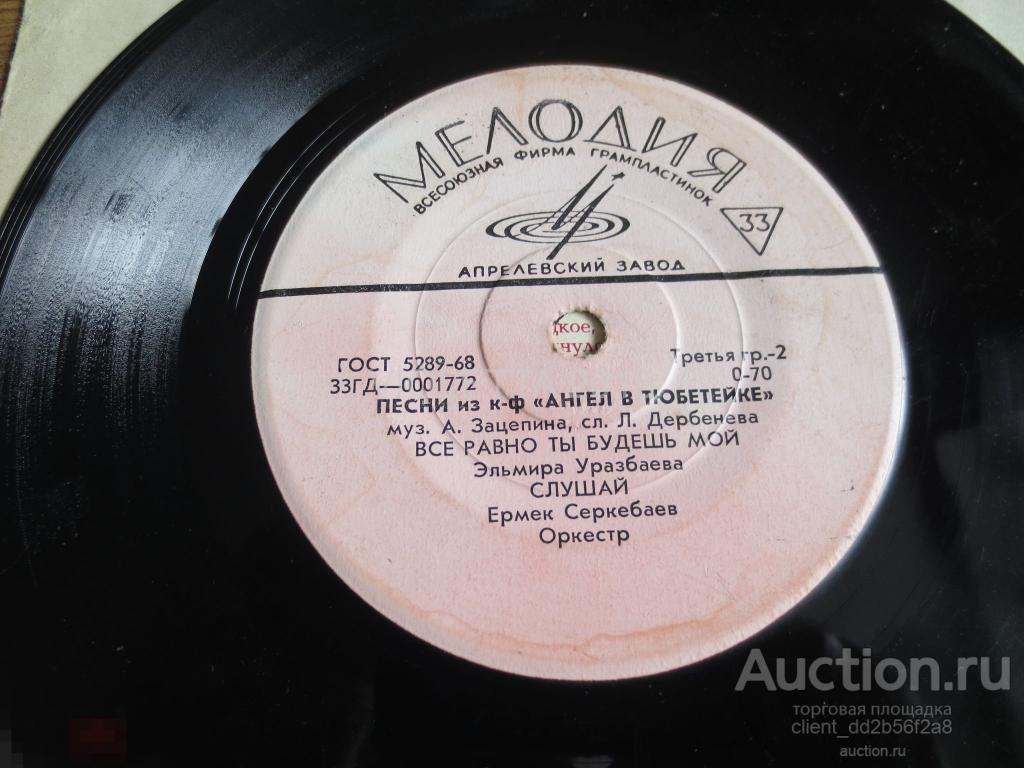 МЕЛОДИЯ
ВСЕСОЮЗНАЯ ФИРМА ГРАМПЛАСТИНОК
33
АПРЕЛЕВСКИЙ ЗАВОД
дкое,
чуд
ГОСТ 5289-68
Третья гр.-2
33ГД—0001772
0-70
ПЕСНИ из к-ф «АНГЕЛ В ТЮБЕТЕЙКЕ»
муз. А. Зацепина, сл. Л. Дербенева
ВСЕ РАВНО ТЫ БУДЕШЬ МОЙ
Эльмира Уразбаева
СЛУШАЙ
Ермек Серкебаев
Оркестр
Auction.ru
торговая площадка
client_dd2b56f2a8
auction.ru